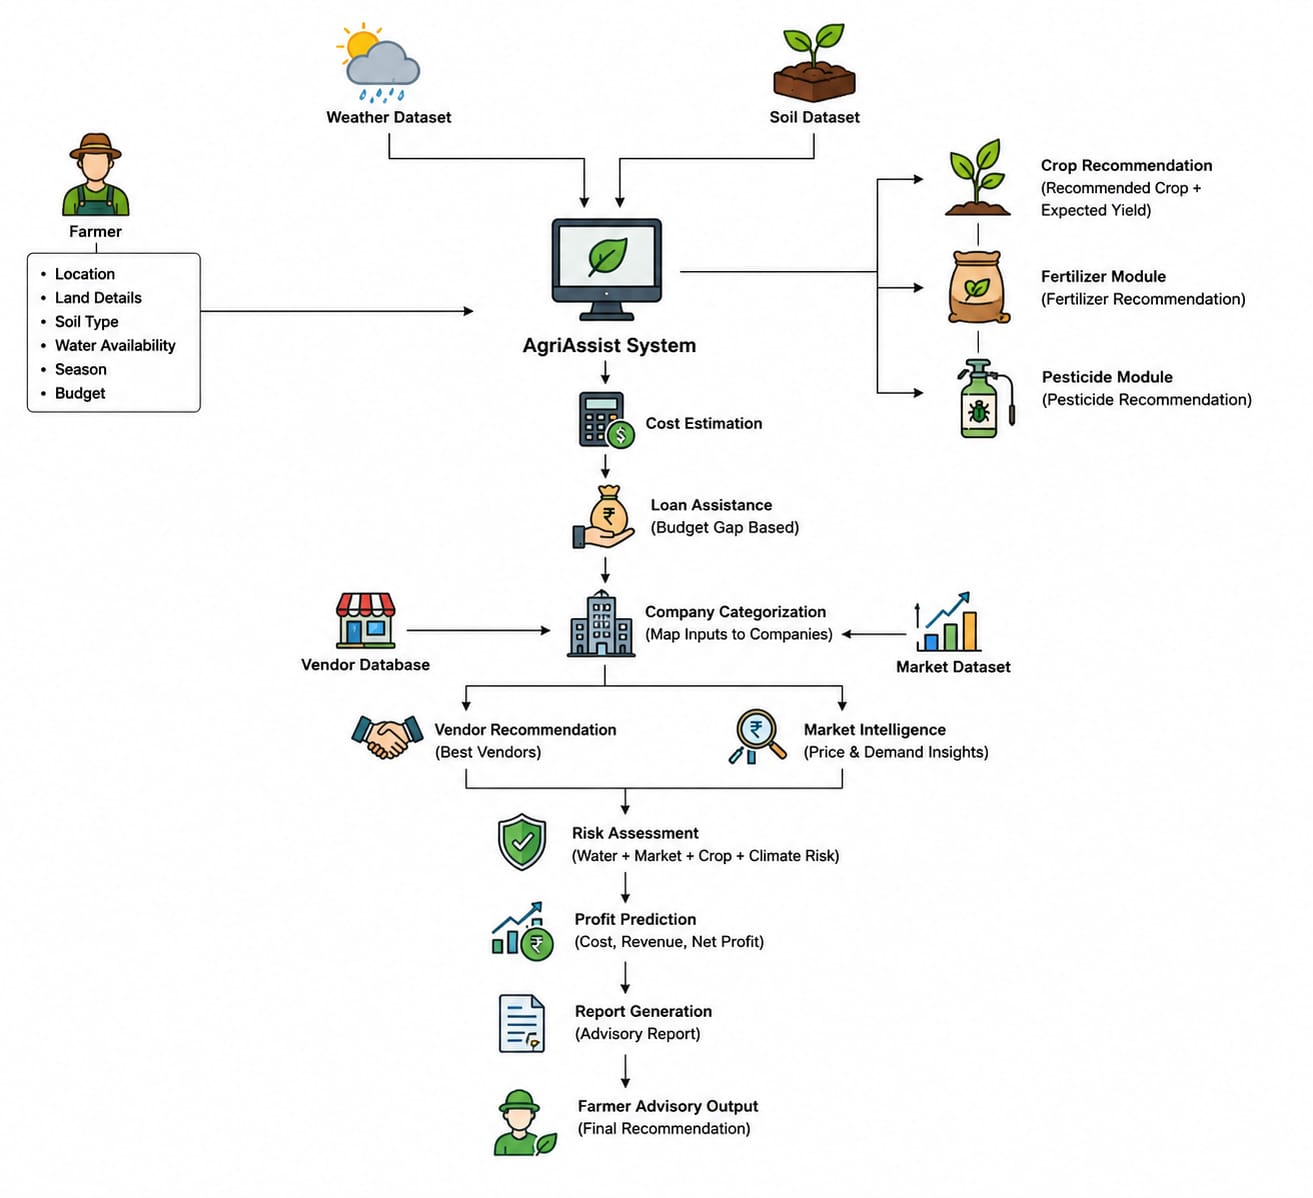 Weather Dataset
Soil Dataset
Farmer
• Location
• Land Details
• Soil Type
• Water Availability
• Season
• Budget
AgriAssist System
Crop Recommendation
(Recommended Crop +
Expected Yield)
Fertilizer Module
(Fertilizer Recommendation)
Pesticide Module
(Pesticide Recommendation)
$
Cost Estimation
₹
Loan Assistance
(Budget Gap Based)
Vendor Database
Company Categorization
(Map Inputs to Companies)
Market Dataset
Vendor Recommendation
(Best Vendors)
₹
Market Intelligence
(Price & Demand Insights)
Risk Assessment
(Water + Market + Crop + Climate Risk)
₹
Profit Prediction
(Cost, Revenue, Net Profit)
Report Generation
(Advisory Report)
Farmer Advisory Output
(Final Recommendation)